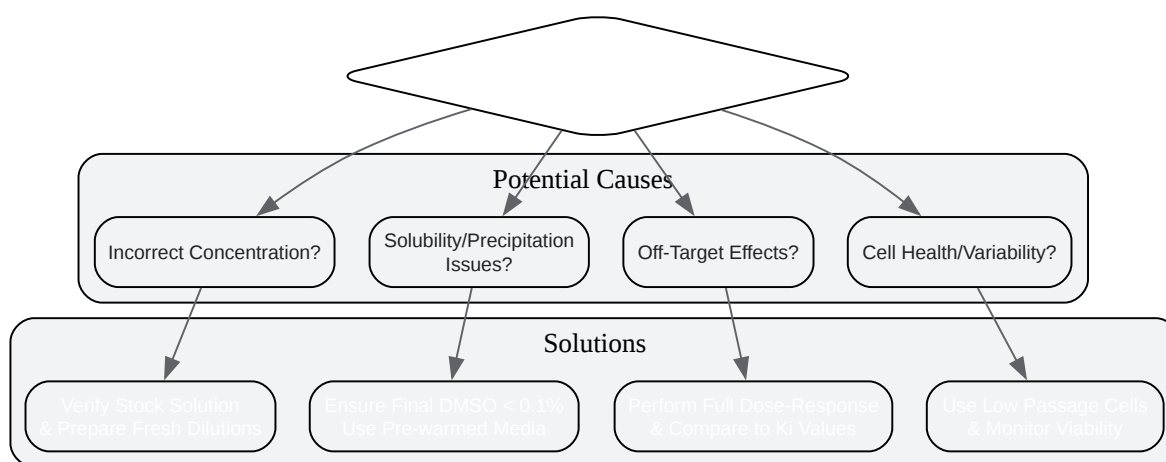 Potential Causes
Incorrect Concentration?
Solubility/Precipitation
Issues?
Off-Target Effects?
Cell Health/Variability?
Solutions
Verify Stock Solution
& Prepare Fresh Dilutions
Ensure Final DMSO < 0.1%
Use Pre-warmed Media
Perform Full Dose-Response
& Compare to Ki Values
Use Low Passage Cells
& Monitor Viability